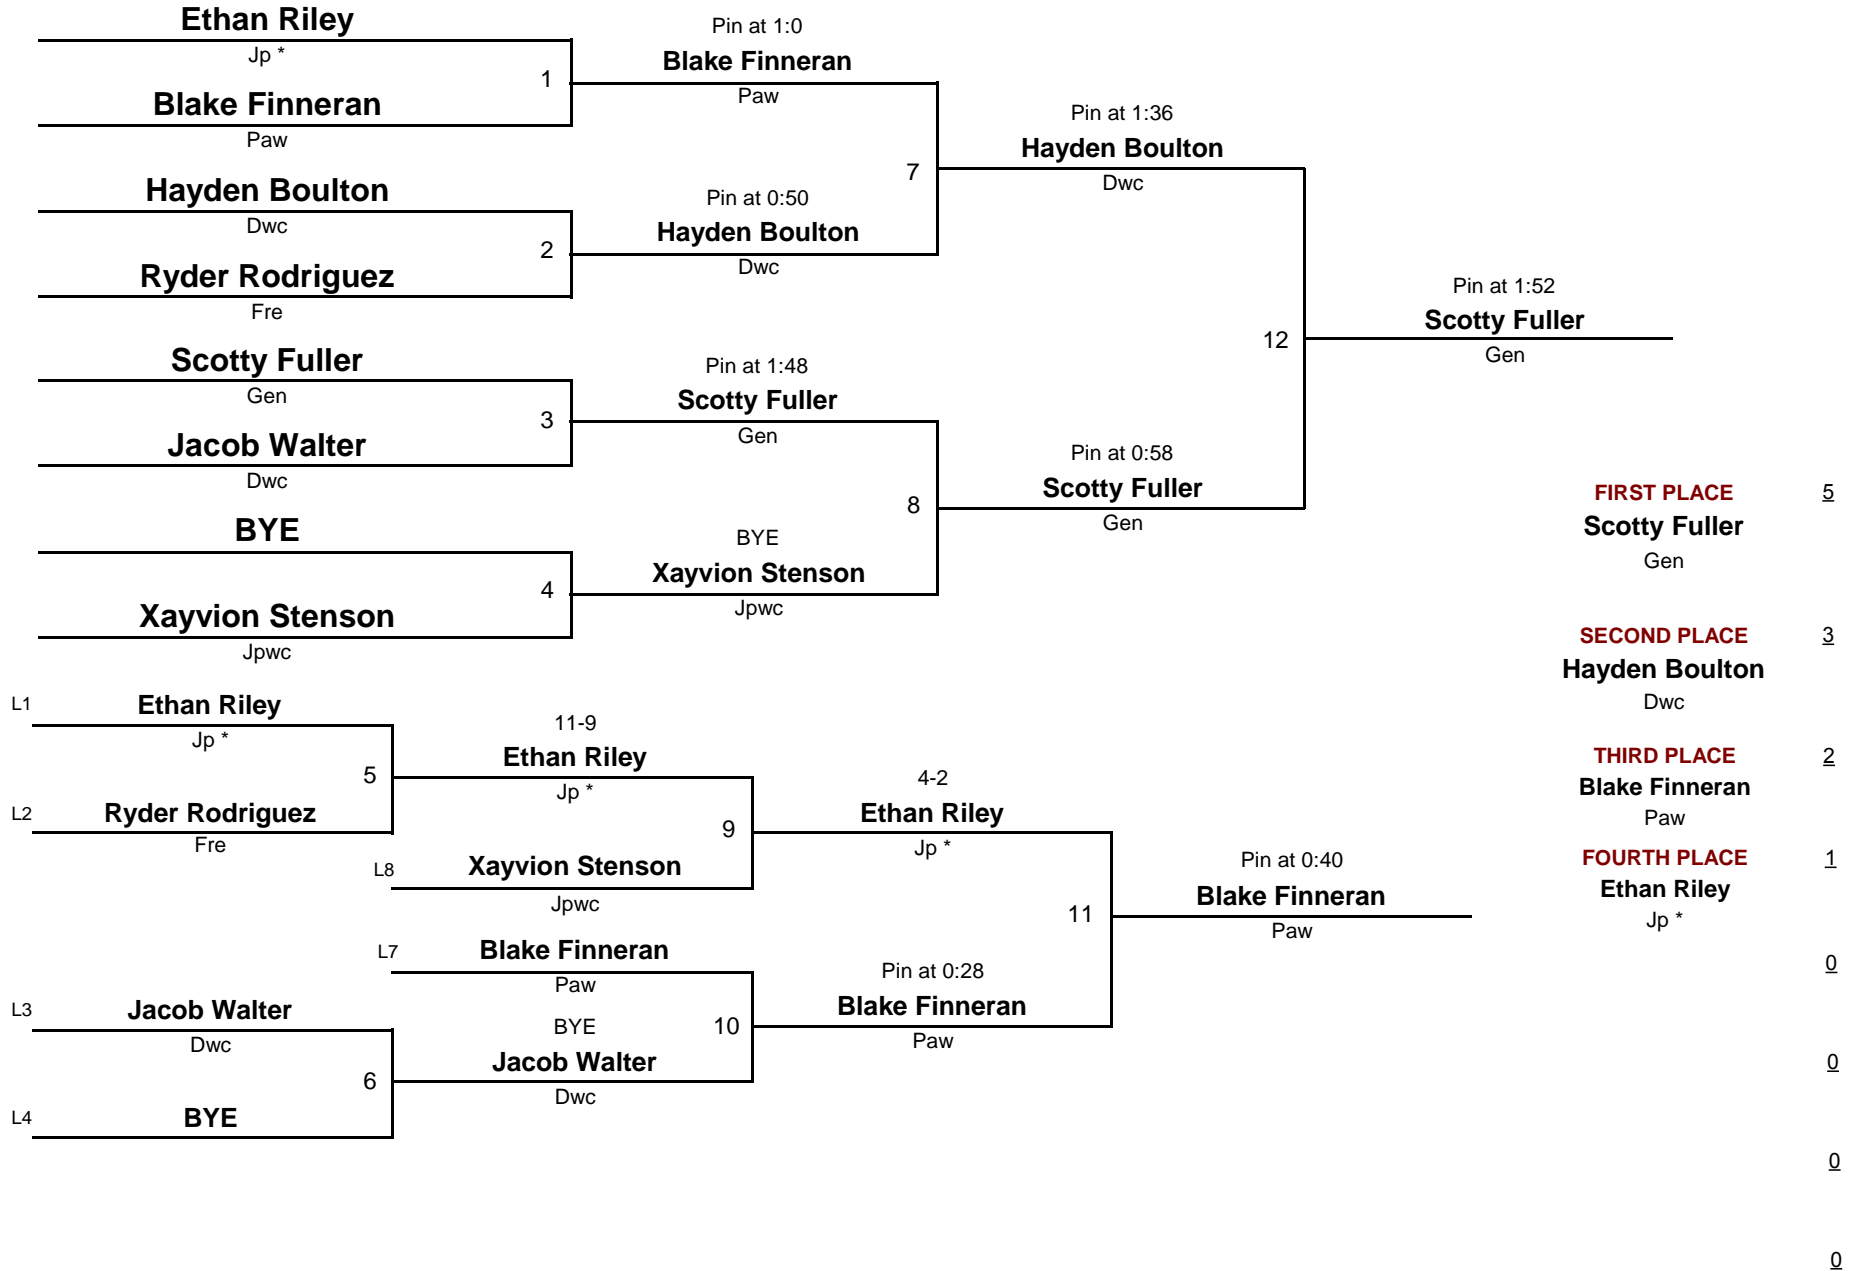 Ethan Riley
Jp *
1
Blake Finneran
Paw
Hayden Boulton
Dwc
2
Ryder Rodriguez
Fre
Scotty Fuller
Gen
3
Jacob Walter
Dwc
BYE
4
Xayvion Stenson
Jpwc
Pin at 1:0
Blake Finneran
Paw
7
Pin at 0:50
Hayden Boulton
Dwc
Pin at 1:48
Scotty Fuller
Gen
8
BYE
Xayvion Stenson
Jpwc
Pin at 1:36
Hayden Boulton
Dwc
12
Pin at 0:58
Scotty Fuller
Gen
Pin at 1:52
Scotty Fuller
Gen
L1 Ethan Riley
Jp *
5
L2 Ryder Rodriguez
Fre
11-9
Ethan Riley
Jp *
9
L8 Xayvion Stenson
Jpwc
L7 Blake Finneran
Paw
L3 Jacob Walter
Dwc
6
L4 BYE
BYE
10
Jacob Walter
Dwc
4-2
Ethan Riley
Jp *
11
Pin at 0:28
Blake Finneran
Paw
Pin at 0:40
Blake Finneran
Paw
FIRST PLACE 5
Scotty Fuller
Gen
SECOND PLACE 3
Hayden Boulton
Dwc
THIRD PLACE 2
Blake Finneran
Paw
FOURTH PLACE 1
Ethan Riley
Jp *
0
0
0
0